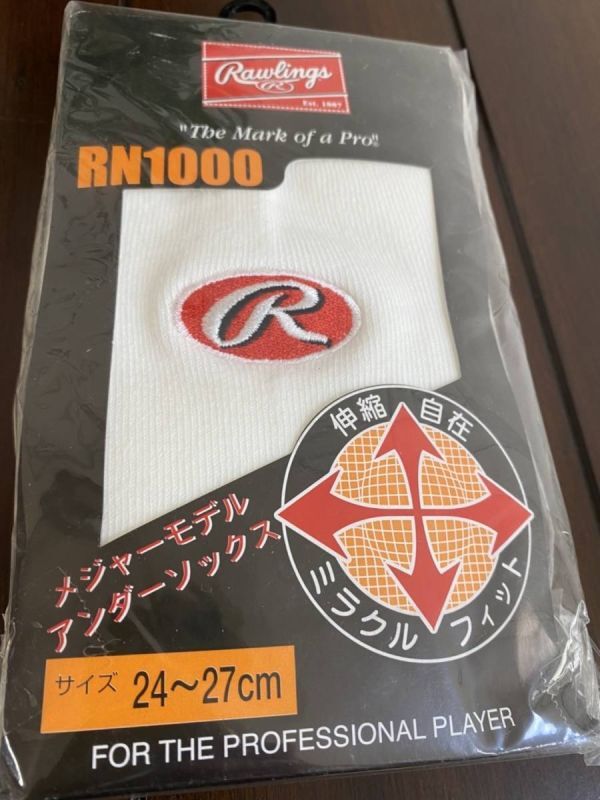 Rawlings
R
Est. 1887
"The Mark of a Pro"®
RN1000
R
伸縮 自在
ミラクル フィット
メジャーモデル
アンダーソックス
サイズ 24～27cm
FOR THE PROFESSIONAL PLAYER